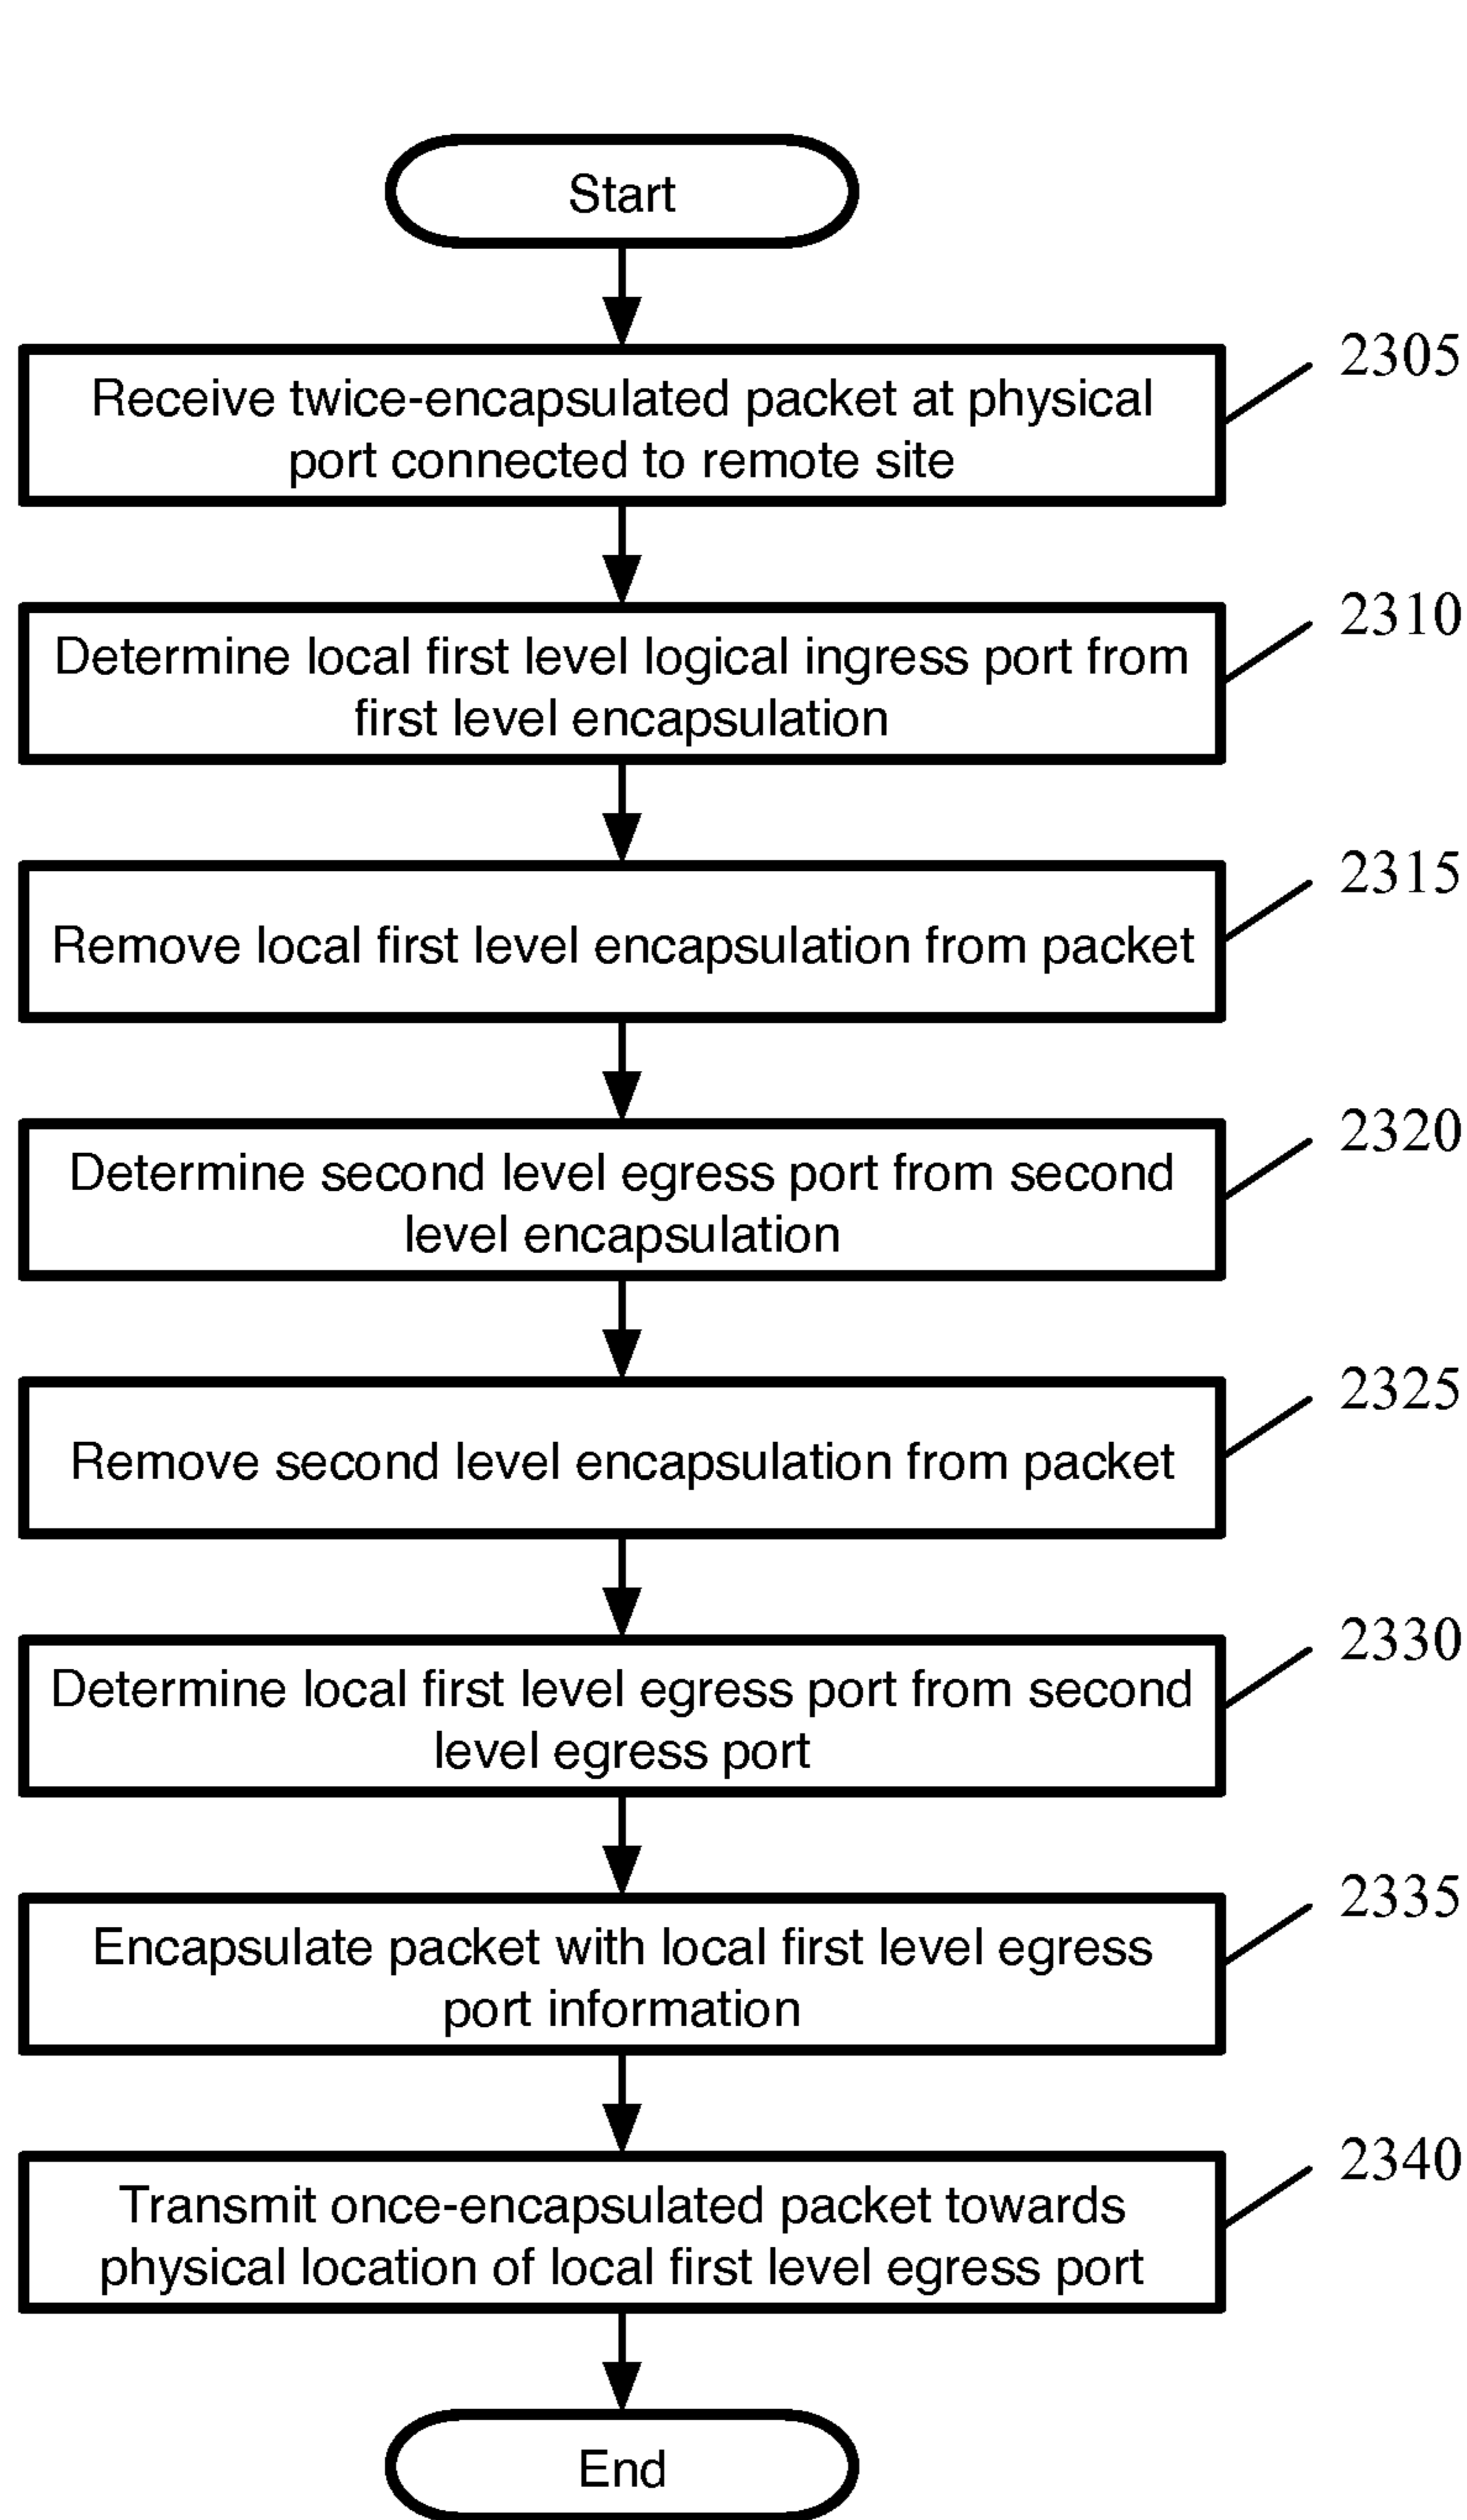 Start
2305
Receive twice-encapsulated packet at physical
port connected to remote site
2310
Determine local first level logical ingress port from
first level encapsulation
2315
Remove local first level encapsulation from packet
2320
Determine second level egress port from second
level encapsulation
2325
Remove second level encapsulation from packet
2330
Determine local first level egress port from second
level egress port
2335
Encapsulate packet with local first level egress
port information
2340
Transmit once-encapsulated packet towards
physical location of local first level egress port
End